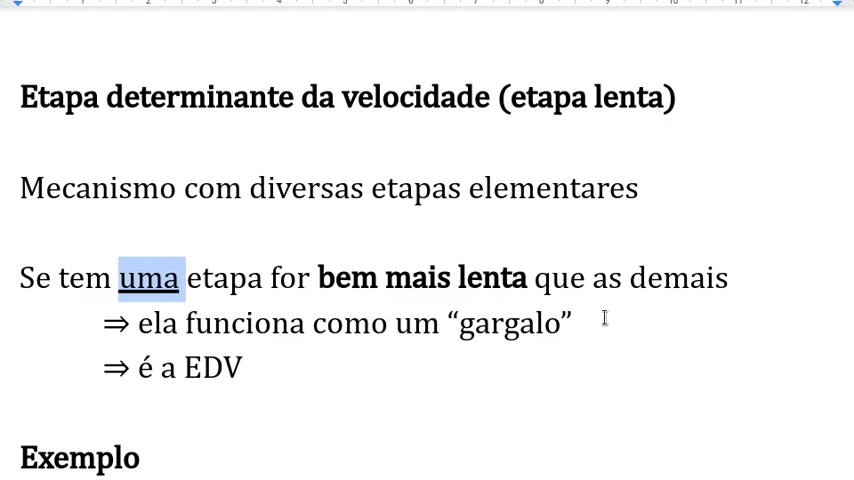 Etapa determinante da velocidade (etapa lenta)
Mecanismo com diversas etapas elementares
Se tem uma etapa for bem mais lenta que as demais
⇒ ela funciona como um “gargalo”
⇒ é a EDV
Exemplo